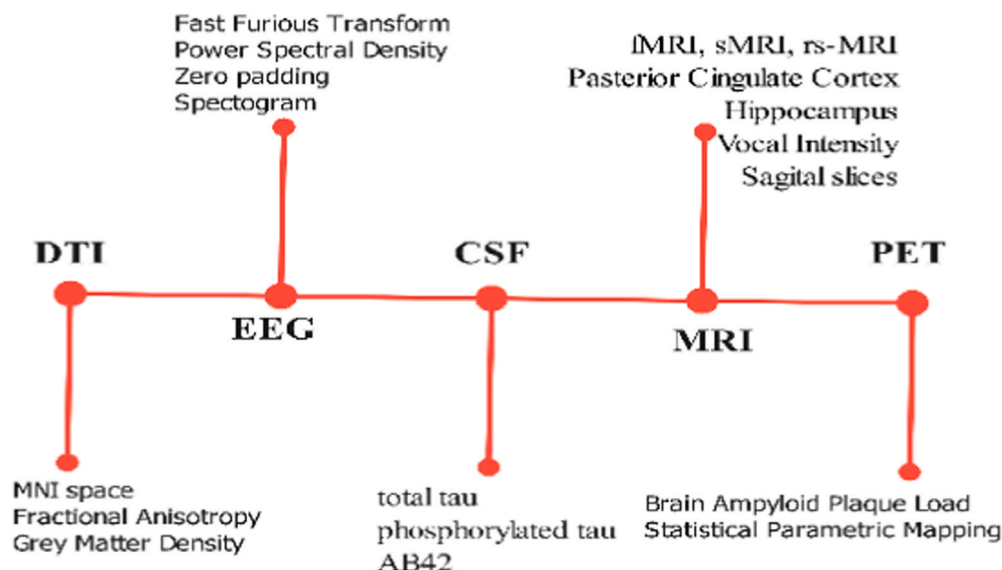 Fast Furious Transform
Power Spectral Density
Zero padding
Spectogram
fMRI, sMRI, rs-MRI
Pasterior Cingulate Cortex
Hippocampus
Vocal Intensity
Sagital slices
DTI
EEG
CSF
MRI
PET
MNI space
Fractional Anisotropy
Grey Matter Density
total tau
phosphorylated tau
AB42
Brain Ampyloid Plaque Load
Statistical Parametric Mapping